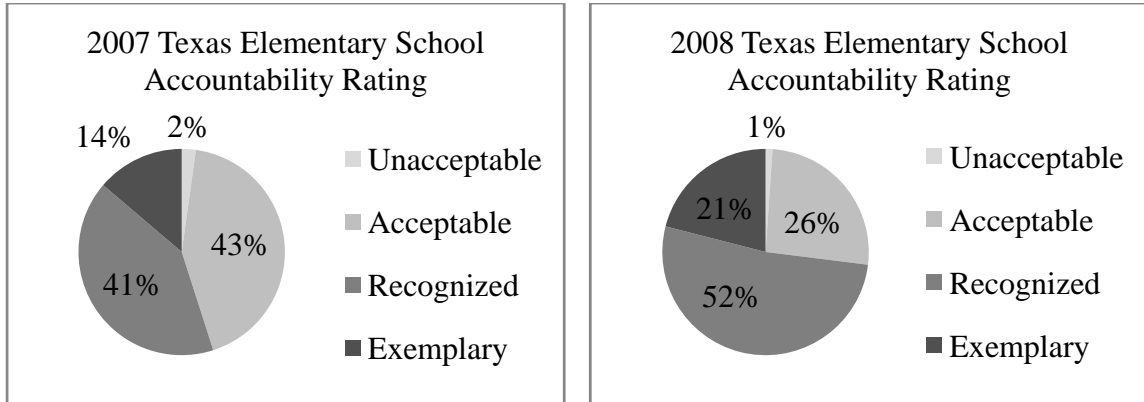 2007 Texas Elementary School
Accountability Rating
14%
2%
43%
41%
Unacceptable
Acceptable
Recognized
Exemplary
2008 Texas Elementary School
Accountability Rating
1%
21%
26%
52%
Unacceptable
Acceptable
Recognized
Exemplary